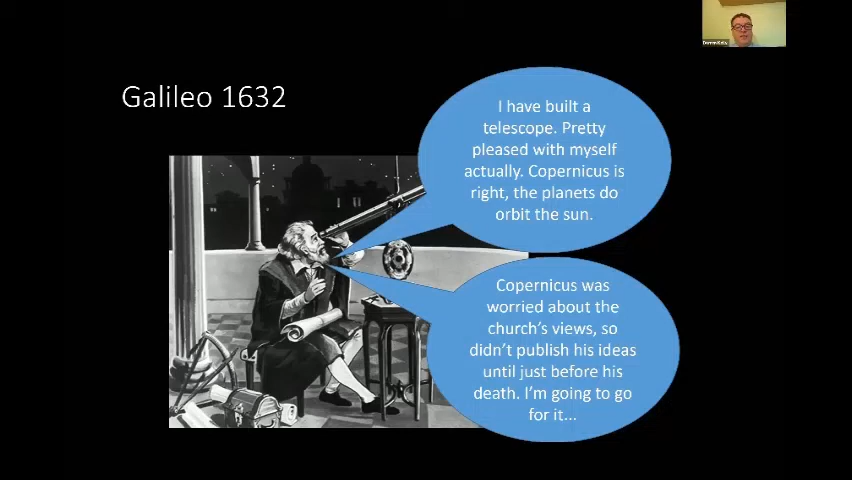 Galileo 1632
I have built a
telescope. Pretty
pleased with myself
actually. Copernicus is
right, the planets do
orbit the sun.
Copernicus was
worried about the
church's views, so
didn't publish his ideas
until just before his
death. I'm going to go
for it...